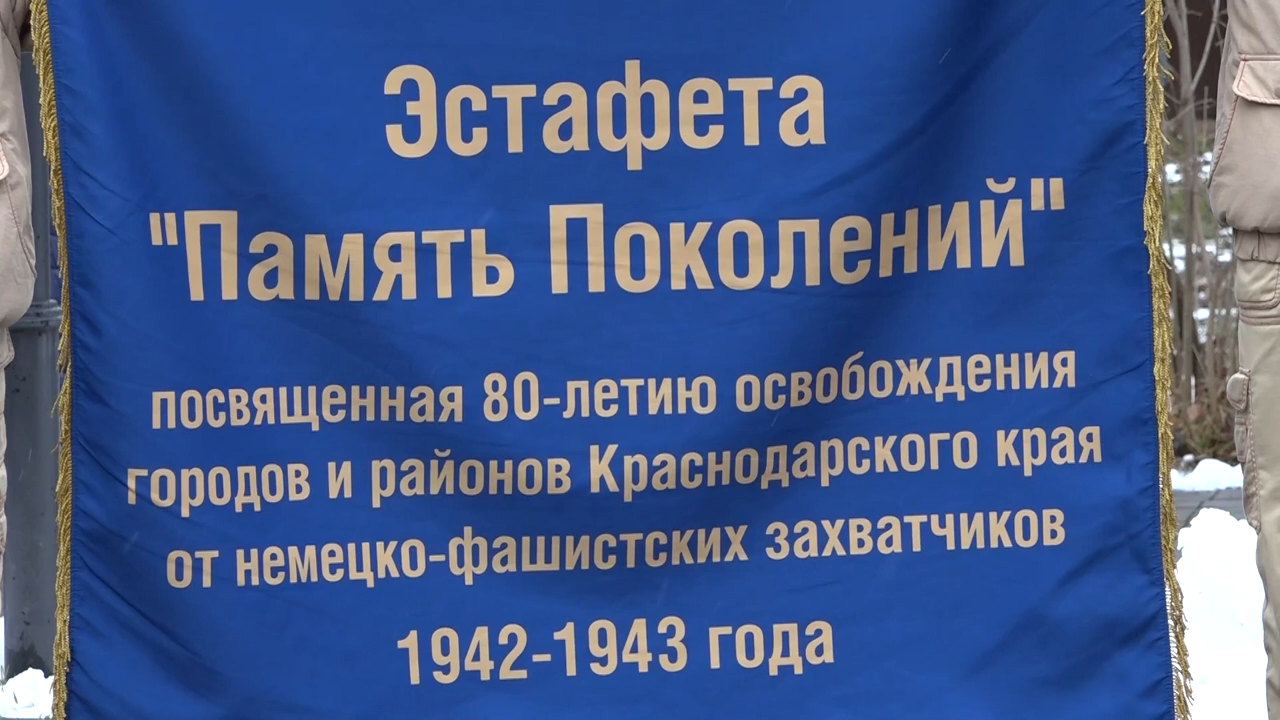 Эстафета
"Память Поколений"
посвященная 80-летию освобождения
городов и районов Краснодарского края
от немецко-фашистских захватчиков
1942-1943 года